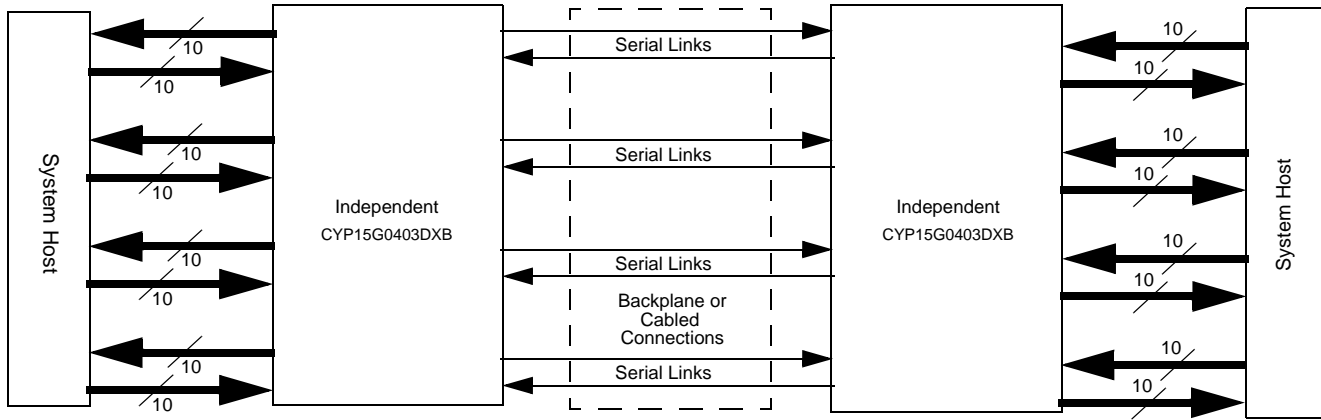 10
10
10
10
10
10
10
10
System Host
Independent
CYP15G0403DXB
Serial Links
Serial Links
Serial Links
Backplane or
Cabled
Connections
Serial Links
Independent
CYP15G0403DXB
10
10
10
10
10
10
10
10
System Host